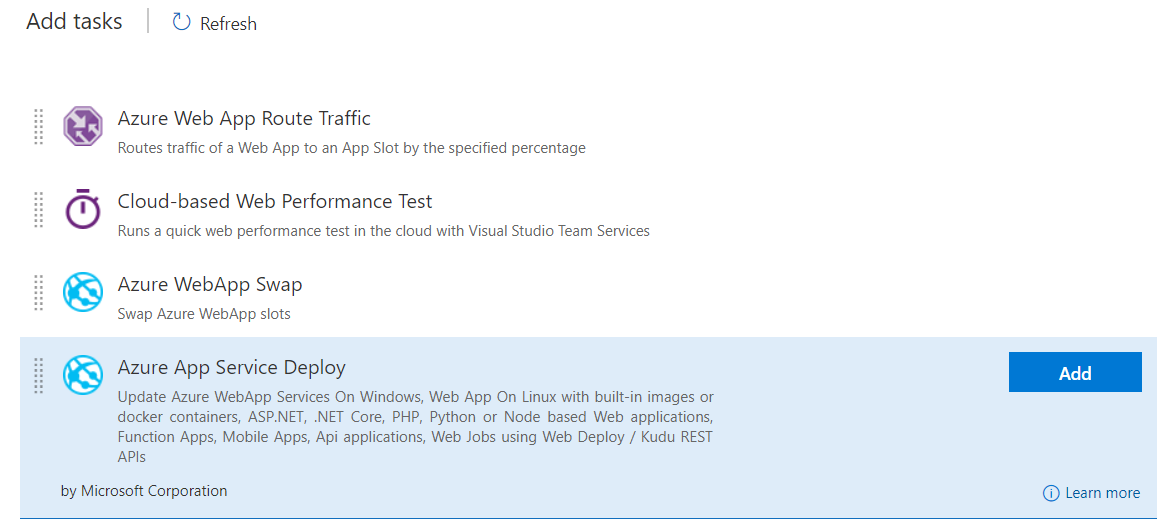 Add tasks
Refresh
Azure Web App Route Traffic
Routes traffic of a Web App to an App Slot by the specified percentage
Cloud-based Web Performance Test
Runs a quick web performance test in the cloud with Visual Studio Team Services
Azure WebApp Swap
Swap Azure WebApp slots
Azure App Service Deploy
Add
Update Azure WebApp Services On Windows, Web App On Linux with built-in images or
docker containers, ASP.NET, .NET Core, PHP, Python or Node based Web applications,
Function Apps, Mobile Apps, Api applications, Web Jobs using Web Deploy / Kudu REST
APIs
by Microsoft Corporation
Learn more